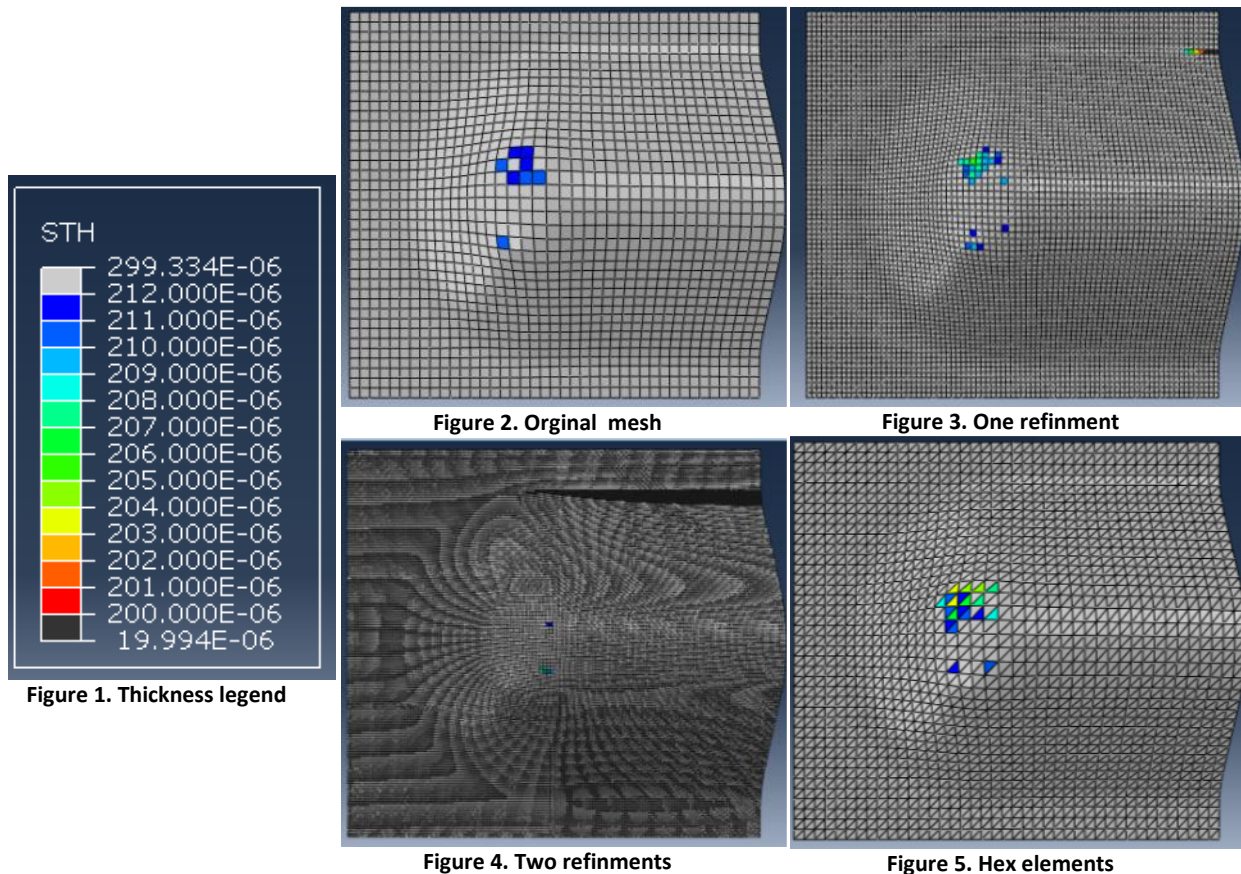 STH
299.334E-06
212.000E-06
211.000E-06
210.000E-06
209.000E-06
208.000E-06
207.000E-06
206.000E-06
205.000E-06
204.000E-06
203.000E-06
202.000E-06
201.000E-06
200.000E-06
19.994E-06
Figure 1. Thickness legend
Figure 2. Orginal mesh
Figure 3. One refinment
Figure 4. Two refinments
Figure 5. Hex elements